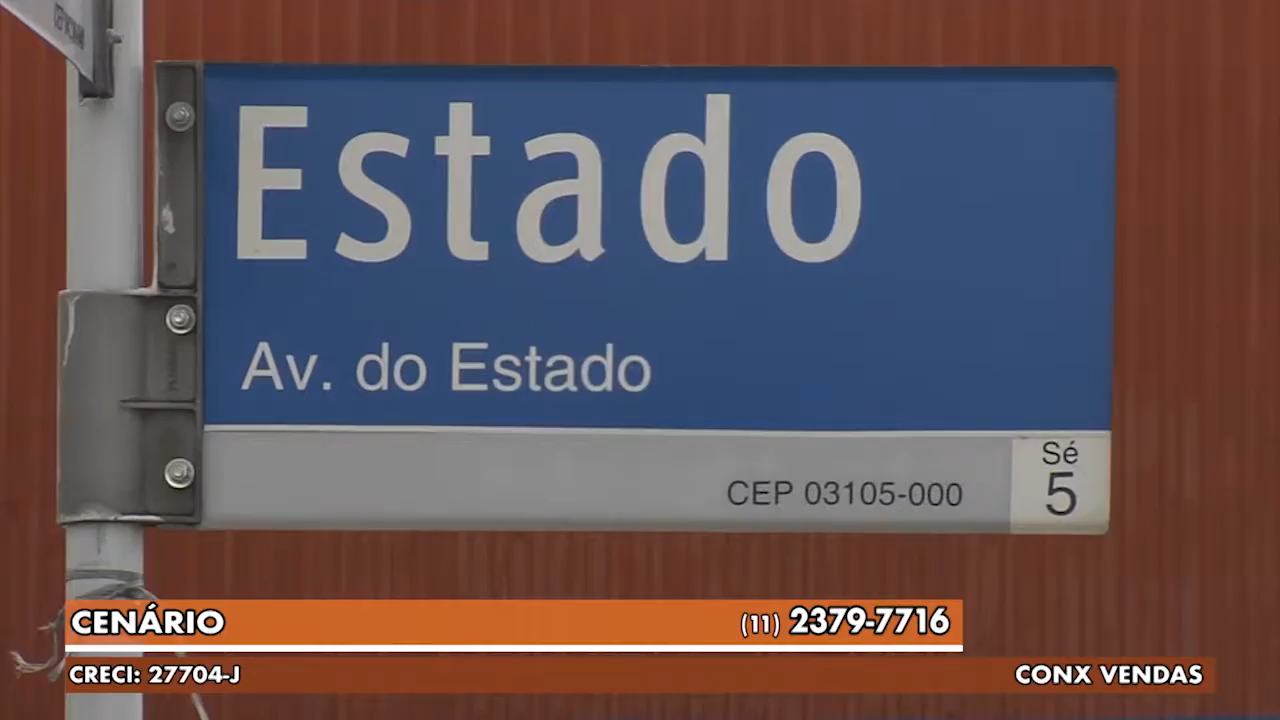 Estado
Av. do Estado
Sé
CEP 03105-000
5
CENÁRIO
(11) 2379-7716
CRECI: 27704-J
CONX VENDAS